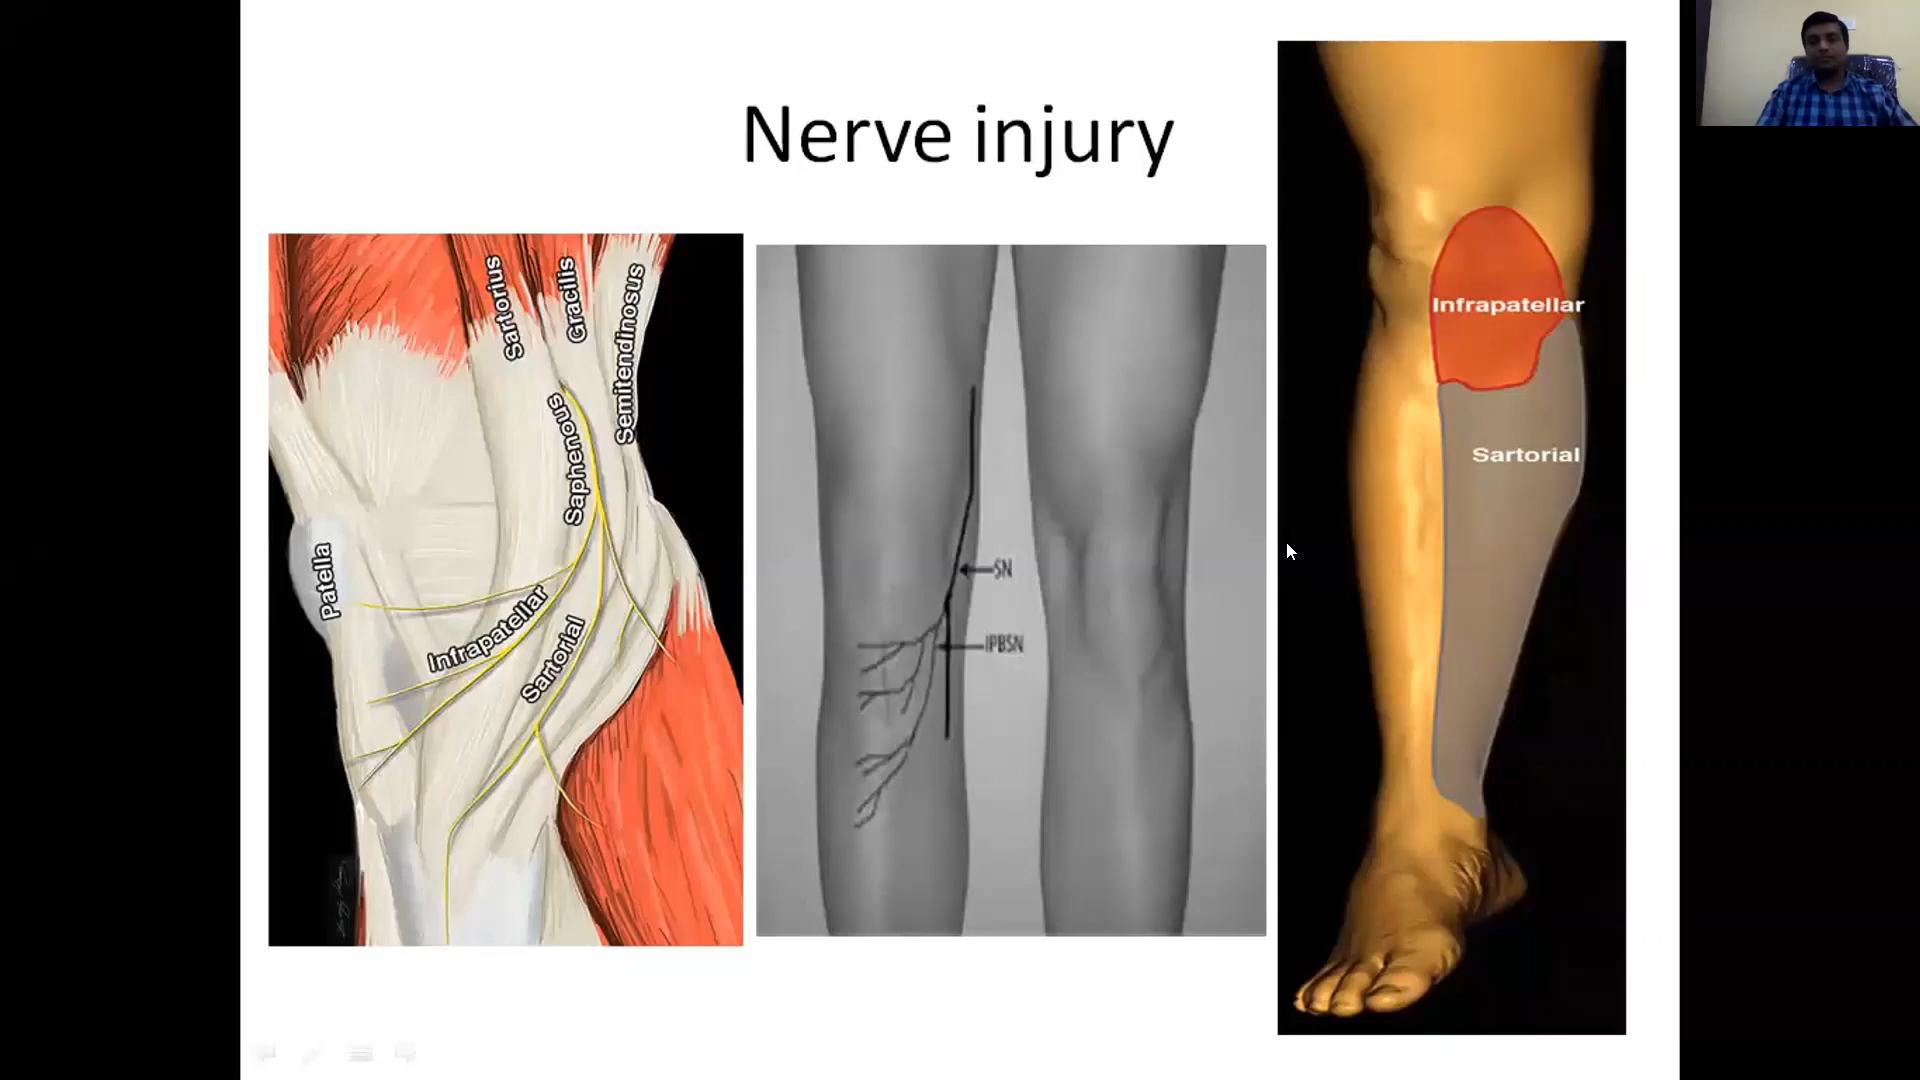 Nerve injury
Sartorius
Gracilis
Semitendinosus
Saphenous
Patella
Infrapatellar
Sartorial
SN
IPBSN
Infrapatellar
Sartorial